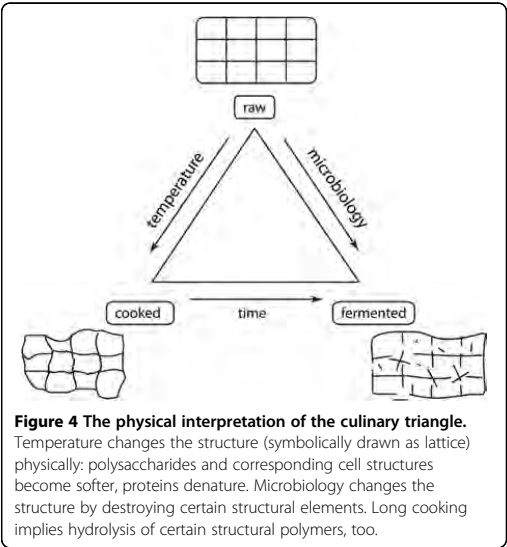 raw
temperature
microbiology
cooked
time
fermented
Figure 4 The physical interpretation of the culinary triangle.
Temperature changes the structure (symbolically drawn as lattice)
physically: polysaccharides and corresponding cell structures
become softer, proteins denature. Microbiology changes the
structure by destroying certain structural elements. Long cooking
implies hydrolysis of certain structural polymers, too.